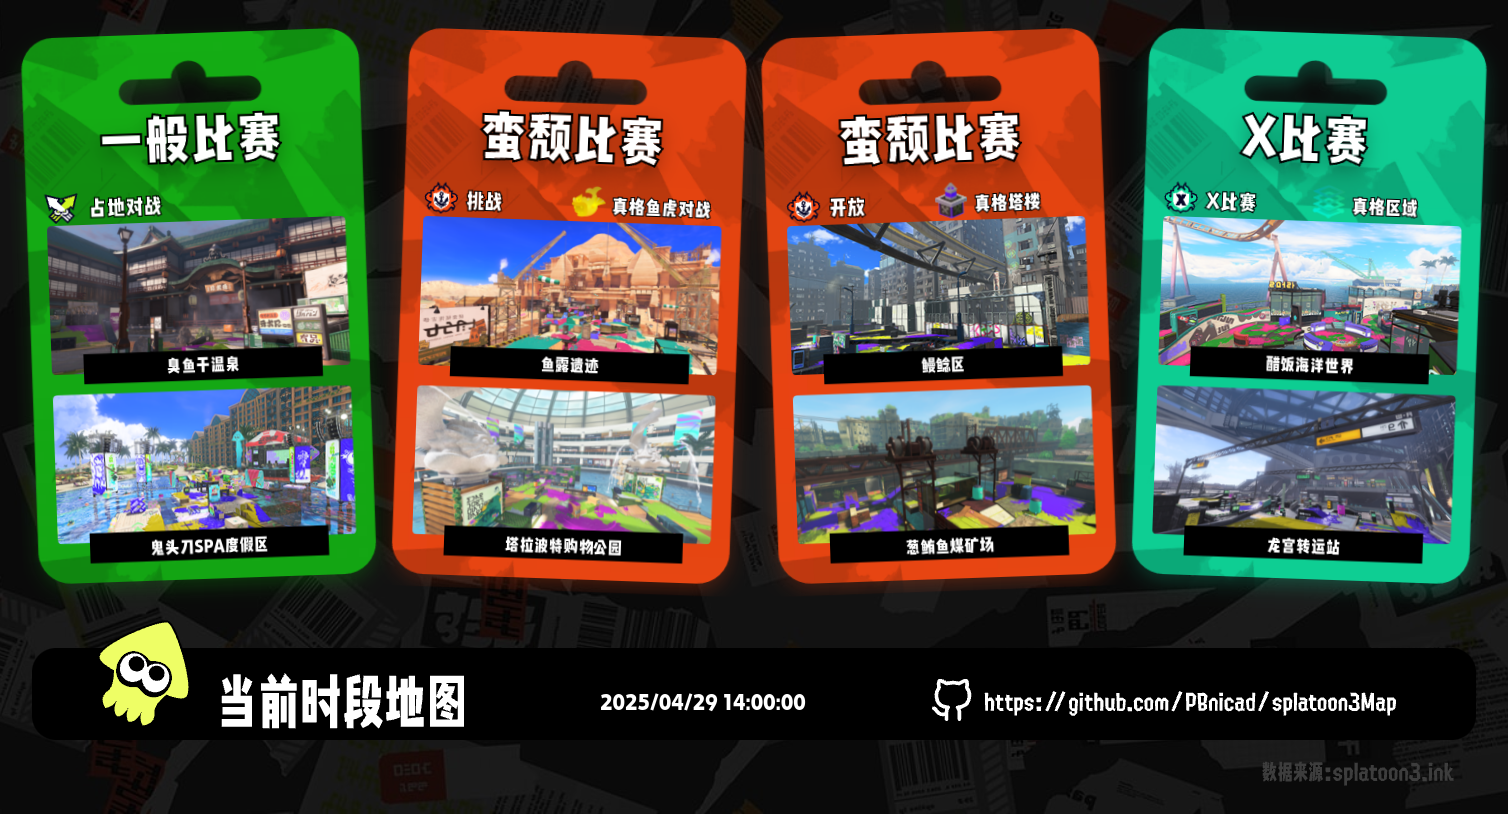 一般比赛
占地对战
臭鱼干温泉
鬼头刀SPA度假区
蛮颓比赛
挑战
真格鱼虎对战
鱼露遗迹
塔拉波特购物公园
蛮颓比赛
开放
真格塔楼
鳗鲶区
葱鲔鱼煤矿场
X比赛
X比赛
真格区域
醋饭海洋世界
龙宫转运站
当前时段地图
2025/04/29 14:00:00
https://github.com/PBnicad/splatoon3Map
数据来源:splatoon3.ink